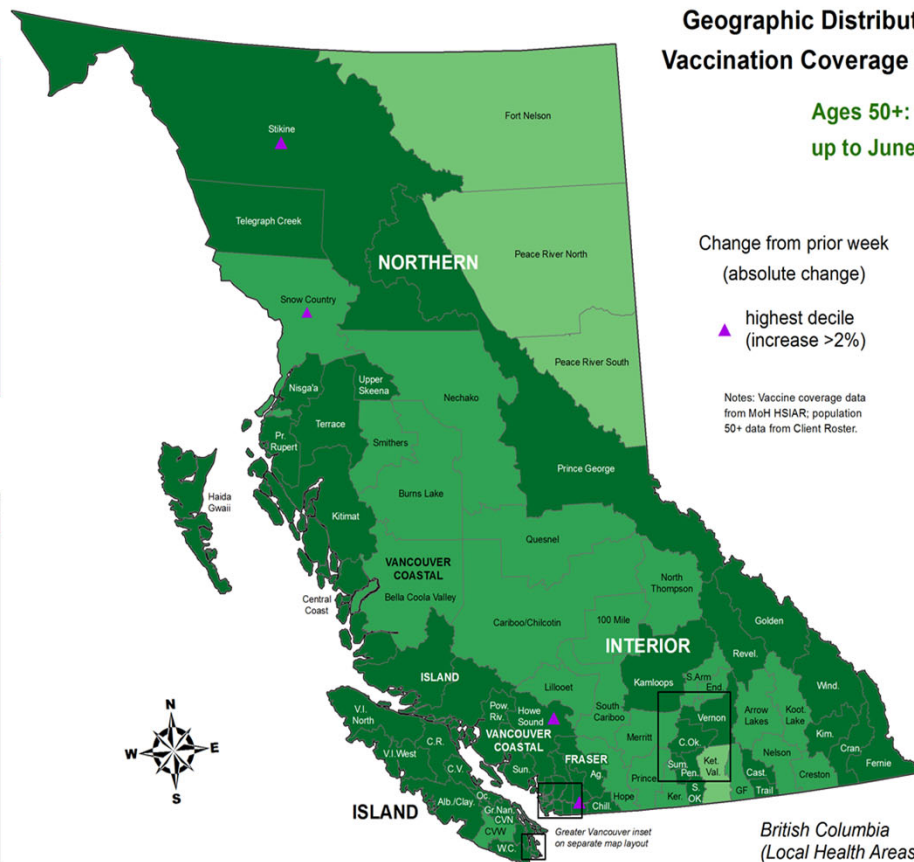 Geographic Distribut
Vaccination Coverage
Ages 50+:
up to June
Change from prior week
(absolute change)
highest decile
(increase >2%)
Notes: Vaccine coverage data
from MoH HSIAR; population
50+ data from Client Roster.
Stikine
Fort Nelson
Telegraph Creek
NORTHERN
Peace River North
Snow Country
Peace River South
Nisga'a
Upper
Skeena
Nechako
Terrace
Pr.
Rupert
Smithers
Prince George
Haida
Gwaii
Burns Lake
Kitimat
Quesnel
VANCOUVER
COASTAL
North
Thompson
Central
Coast
Bella Coola Valley
Cariboo/Chilcotin
100 Mile
Golden
INTERIOR
Revel.
ISLAND
Kamloops
S.Arm
End
Wind.
Lillooet
V.I.
North
Pow.
Riv.
Howe
Sound
South
Cariboo
Vernon
Arrow
Lakes
Koot.
Lake
Kim.
VANCOUVER
COASTAL
Merritt
C.Ok.
Cran.
V.I.West
C.R.
Sun.
FRASER
Sum.
Pen.
Ket.
Val.
Nelson
Fernie
C.V.
Ag.
Prince
Cast.
Creston
Alb./Clay.
Oc.
Gr.Nan.
Chill.
Hope
Ker.
S.
OK
GF
Trail
ISLAND
CVN
CVW
W.C.
Greater Vancouver inset
on separate map layout
N
W
E
S
British Columbia
(Local Health Areas